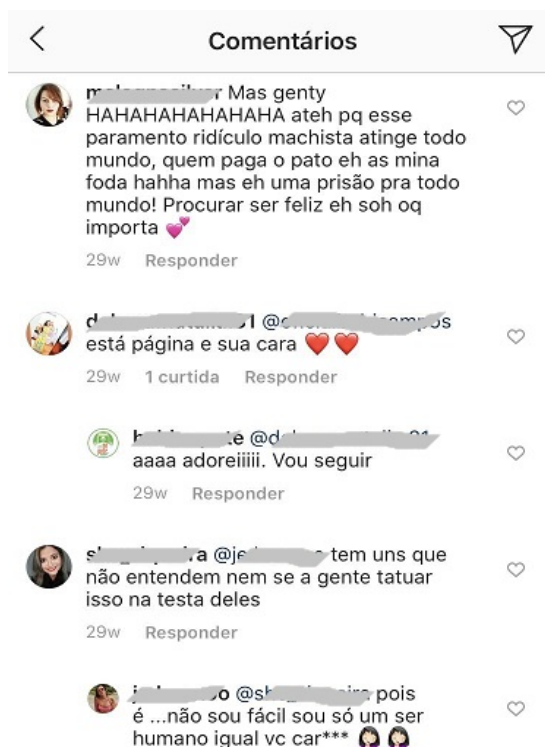 Comentários
Mas genty
HAHAHAHAHAHAHA ateh pq esse
paramento ridículo machista atinge todo
mundo, quem paga o pato eh as mina
foda hahha mas eh uma prisão pra todo
mundo! Procurar ser feliz eh soh oq
importa 💕
29w Responder
está página e sua cara ❤️❤️
29w 1 curtida Responder
aaaa adoreiiiii. Vou seguir
29w Responder
tem uns que
não entendem nem se a gente tatuar
isso na testa deles
29w Responder
pois
é ...não sou fácil sou só um ser
humano igual vc car*** 🤦🏻‍♀️🤦🏻‍♀️